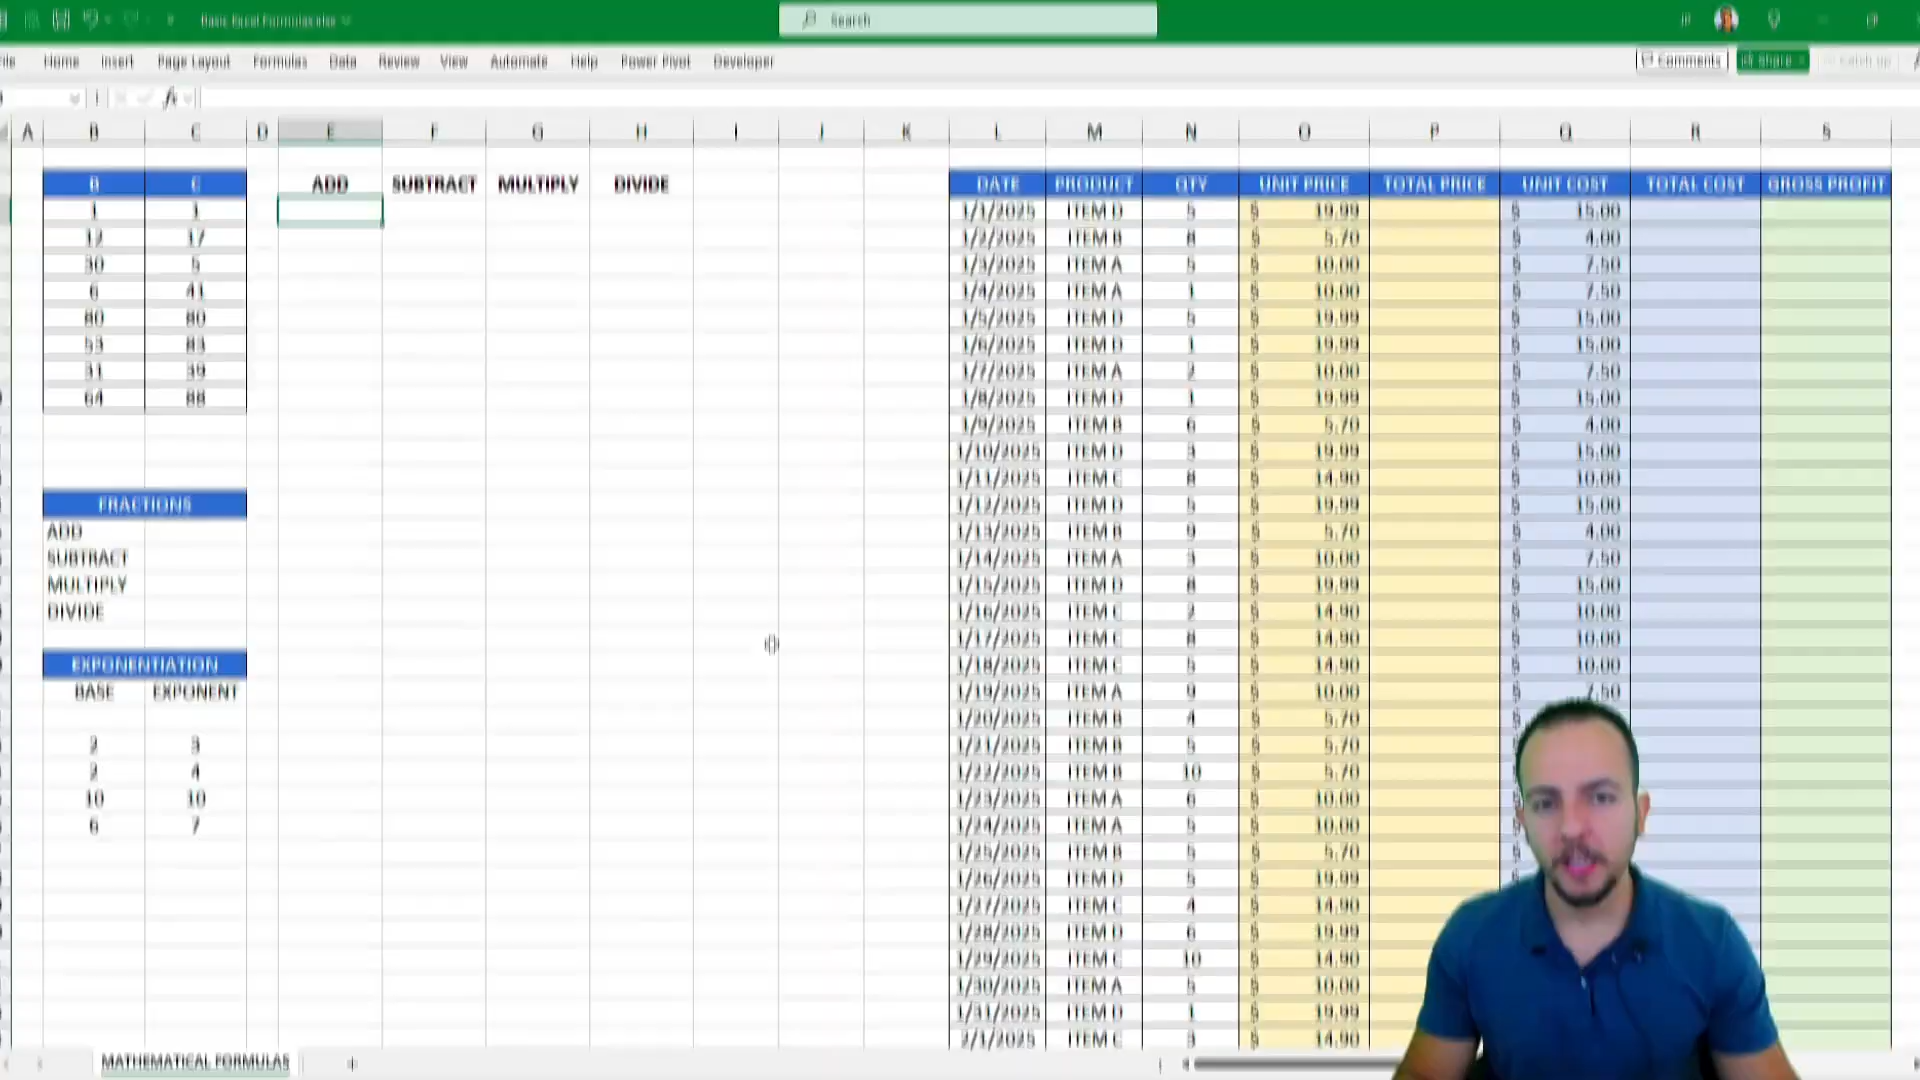 Basic Excel Formulas.xlsx
Search
Home Insert Page Layout Formulas Data Review View Automate Help Power Pivot Developer
Comments Share Catch up
fx
A B C D E F G H I J K L M N O P Q R S
B C ADD SUBTRACT MULTIPLY DIVIDE DATE PRODUCT QTY UNIT PRICE TOTAL PRICE UNIT COST TOTAL COST GROSS PROFIT
1 1 1/1/2025 ITEM D 5 $ 19.99 $ 15.00
12 17 1/2/2025 ITEM B 8 $ 5.70 $ 4.00
30 5 1/3/2025 ITEM A 5 $ 10.00 $ 7.50
6 41 1/4/2025 ITEM A 1 $ 10.00 $ 7.50
80 80 1/5/2025 ITEM D 5 $ 19.99 $ 15.00
53 83 1/6/2025 ITEM D 1 $ 19.99 $ 15.00
31 39 1/7/2025 ITEM A 2 $ 10.00 $ 7.50
64 88 1/8/2025 ITEM D 1 $ 19.99 $ 15.00
1/9/2025 ITEM B 6 $ 5.70 $ 4.00
1/10/2025 ITEM D 3 $ 19.99 $ 15.00
1/11/2025 ITEM C 8 $ 14.90 $ 10.00
FRACTIONS 1/12/2025 ITEM D 5 $ 19.99 $ 15.00
ADD 1/13/2025 ITEM B 9 $ 5.70 $ 4.00
SUBTRACT 1/14/2025 ITEM A 3 $ 10.00 $ 7.50
MULTIPLY 1/15/2025 ITEM D 8 $ 19.99 $ 15.00
DIVIDE 1/16/2025 ITEM C 2 $ 14.90 $ 10.00
1/17/2025 ITEM C 8 $ 14.90 $ 10.00
EXPONENTIATION 1/18/2025 ITEM C 5 $ 14.90 $ 10.00
BASE EXPONENT 1/19/2025 ITEM A 9 $ 10.00 $ 7.50
1/20/2025 ITEM B 4 $ 5.70 $
2 3 1/21/2025 ITEM B 5 $ 5.70 $
2 4 1/22/2025 ITEM B 10 $ 5.70 $
10 10 1/23/2025 ITEM A 6 $ 10.00 $
6 7 1/24/2025 ITEM A 5 $ 10.00 $
1/25/2025 ITEM B 5 $ 5.70 $
1/26/2025 ITEM D 5 $ 19.99 $
1/27/2025 ITEM C 4 $ 14.90
1/28/2025 ITEM D 6 $ 19.99
1/29/2025 ITEM C 10 $ 14.90
1/30/2025 ITEM A 5 $ 10.00
1/31/2025 ITEM D 1 $ 19.99
2/1/2025 ITEM C 3 $ 14.90
MATHEMATICAL FORMULAS